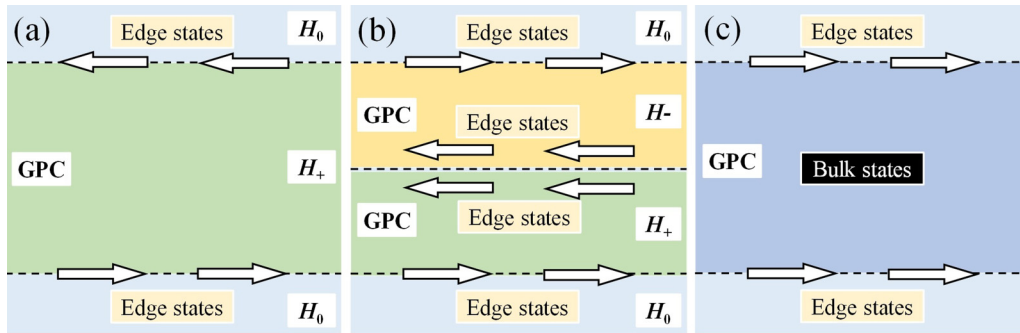 (a)
Edge states
H₀
GPC
H₊
Edge states
H₀
(b)
Edge states
H₀
GPC
Edge states
H-
GPC
Edge states
H₊
Edge states
H₀
(c)
Edge states
GPC
Bulk states
Edge states